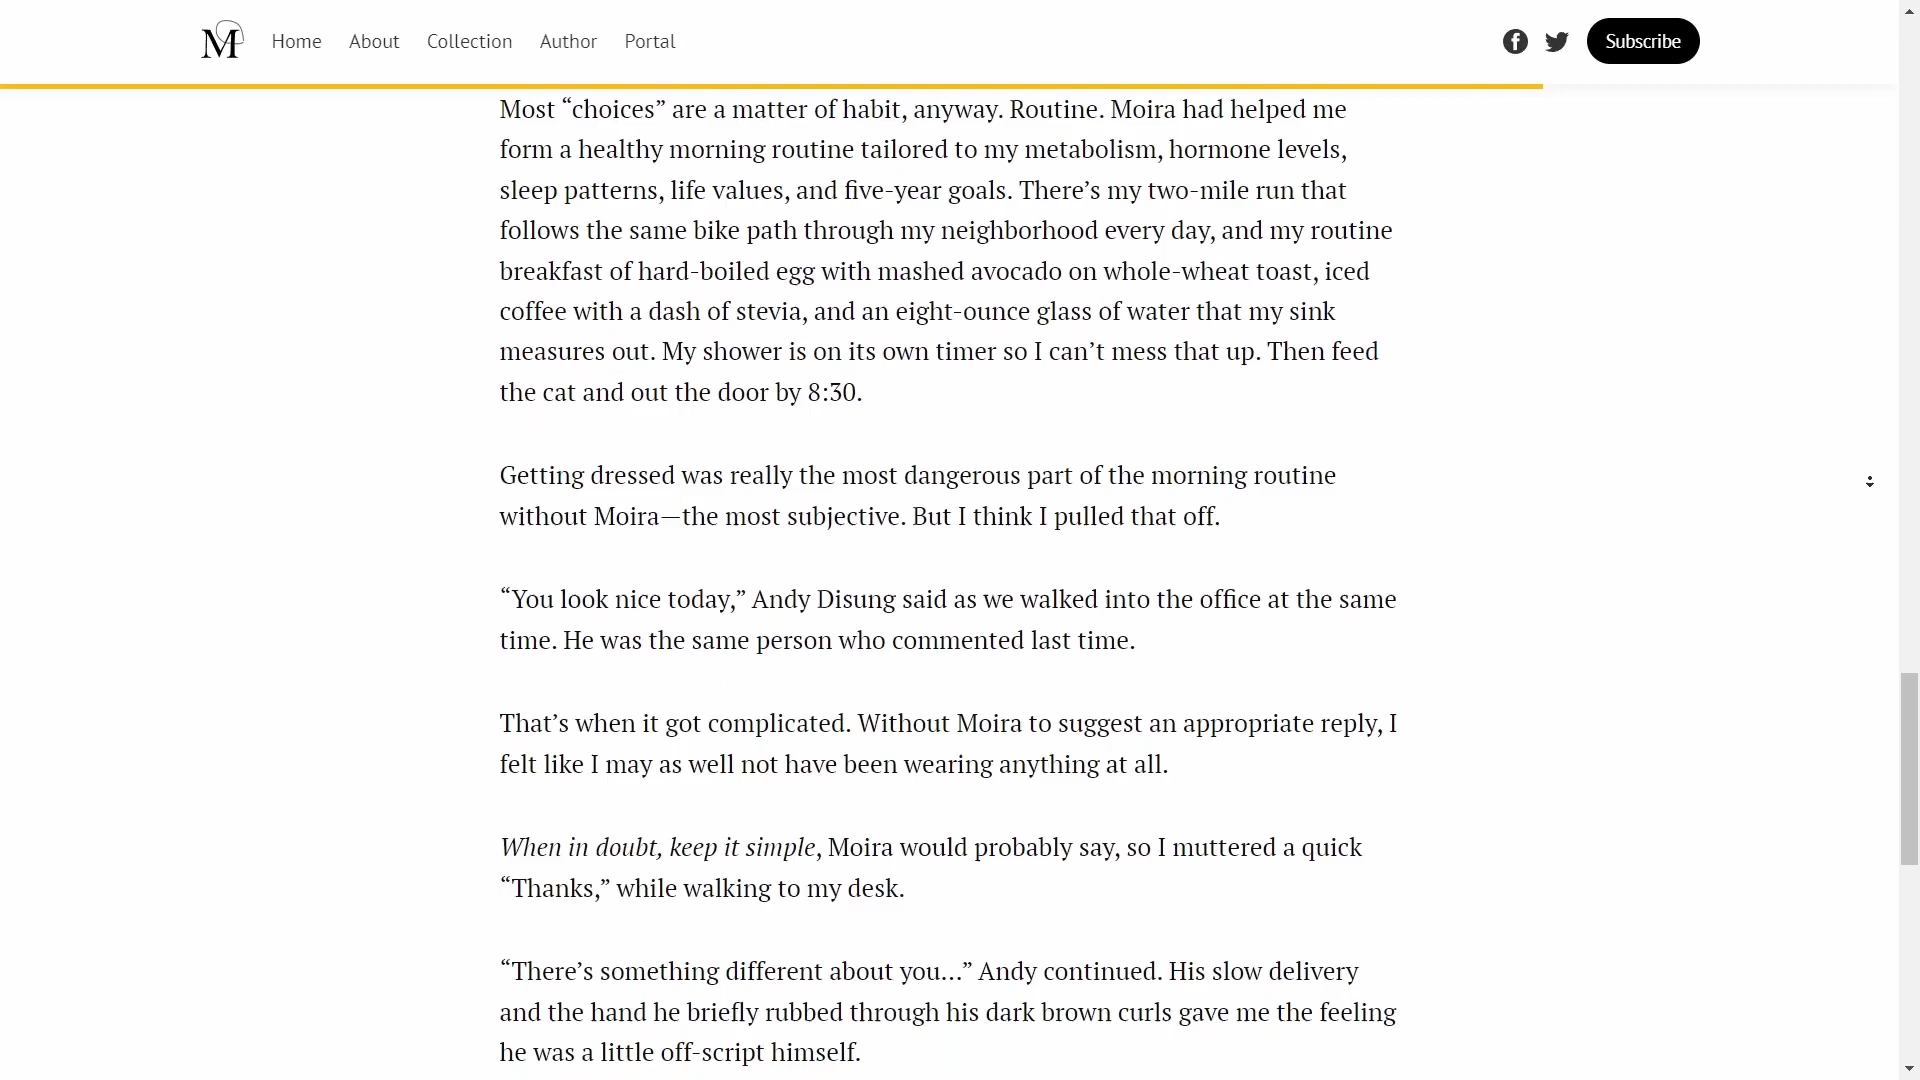 M Home About Collection Author Portal Subscribe
Most “choices” are a matter of habit, anyway. Routine. Moira had helped me
form a healthy morning routine tailored to my metabolism, hormone levels,
sleep patterns, life values, and five-year goals. There’s my two-mile run that
follows the same bike path through my neighborhood every day, and my routine
breakfast of hard-boiled egg with mashed avocado on whole-wheat toast, iced
coffee with a dash of stevia, and an eight-ounce glass of water that my sink
measures out. My shower is on its own timer so I can’t mess that up. Then feed
the cat and out the door by 8:30.
Getting dressed was really the most dangerous part of the morning routine
without Moira—the most subjective. But I think I pulled that off.
“You look nice today,” Andy Disung said as we walked into the office at the same
time. He was the same person who commented last time.
That’s when it got complicated. Without Moira to suggest an appropriate reply, I
felt like I may as well not have been wearing anything at all.
When in doubt, keep it simple, Moira would probably say, so I muttered a quick
“Thanks,” while walking to my desk.
“There’s something different about you…” Andy continued. His slow delivery
and the hand he briefly rubbed through his dark brown curls gave me the feeling
he was a little off-script himself.